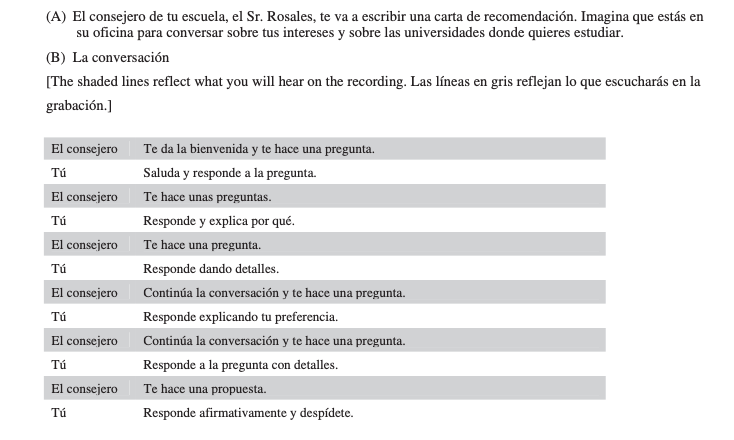 (A) El consejero de tu escuela, el Sr. Rosales, te va a escribir una carta de recomendación. Imagina que estás en
su oficina para conversar sobre tus intereses y sobre las universidades donde quieres estudiar.
(B) La conversación
[The shaded lines reflect what you will hear on the recording. Las líneas en gris reflejan lo que escucharás en la
grabación.]
El consejero Te da la bienvenida y te hace una pregunta.
Tú Saluda y responde a la pregunta.
El consejero Te hace unas preguntas.
Tú Responde y explica por qué.
El consejero Te hace una pregunta.
Tú Responde dando detalles.
El consejero Continúa la conversación y te hace una pregunta.
Tú Responde explicando tu preferencia.
El consejero Continúa la conversación y te hace una pregunta.
Tú Responde a la pregunta con detalles.
El consejero Te hace una propuesta.
Tú Responde afirmativamente y despídete.